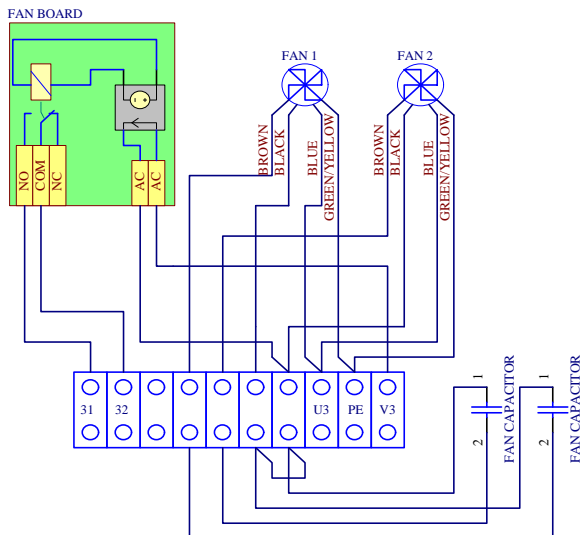 FAN BOARD
FAN 1
FAN 2
BROWN
BLACK
BLUE
GREEN/YELLOW
BROWN
BLACK
BLUE
GREEN/YELLOW
NO
COM
NC
AC
AC
31
32
U3
PE
V3
1
2
FAN CAPACITOR
1
2
FAN CAPACITOR